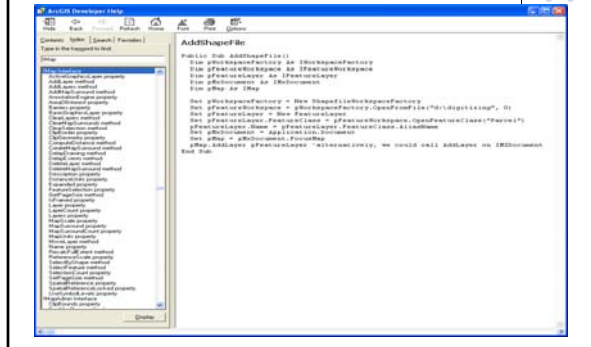 ArcGIS Developer Help
Hide Back Forward Refresh Home Font Print Options
Contents Index Search Favorites
Type in the keyword to find:
IMap
IMap Interface
ActiveGraphicsLayer property
AddLayer method
AddLayers method
AddMapSurround method
AnnotationEngine property
AreaOfInterest property
Barriers property
BasicGraphicsLayer property
ClearLayers method
ClearMapSurrounds method
ClearSelection method
ClipBorder property
ClipGeometry property
ComputeDistance method
CreateMapSurround method
DelayDrawing method
DelayEvents method
DeleteLayer method
DeleteMapSurround method
Description property
DistanceUnits property
Expanded property
FeatureSelection property
GetPageSize method
IsFramed property
Layer property
LayerCount property
Layers property
MapScale property
MapSurround property
MapSurroundCount property
MapUnits property
MoveLayer method
Name property
RecalcFullExtent method
ReferenceScale property
SelectByShape method
SelectFeature method
SelectionCount property
SetPageSize method
SpatialReference property
SpatialReferenceLocked property
UseSymbolLevels property
IMapAdmin Interface
ClipBounds property
Display
AddShapeFile
Public Sub AddShapeFile()
Dim pWorkspaceFactory As IWorkspaceFactory
Dim pFeatureWorkspace As IFeatureWorkspace
Dim pFeatureLayer As IFeatureLayer
Dim pMxDocument As IMxDocument
Dim pMap As IMap
Set pWorkspaceFactory = New ShapefileWorkspaceFactory
Set pFeatureWorkspace = pWorkspaceFactory.OpenFromFile("G:\digitizing", 0)
Set pFeatureLayer = New FeatureLayer
Set pFeatureLayer.FeatureClass = pFeatureWorkspace.OpenFeatureClass("Parcel")
pFeatureLayer.Name = pFeatureLayer.FeatureClass.AliasName
Set pMxDocument = Application.Document
Set pMap = pMxDocument.FocusMap
pMap.AddLayer pFeatureLayer 'alternatively, we could call AddLayer on IMXDocument
End Sub